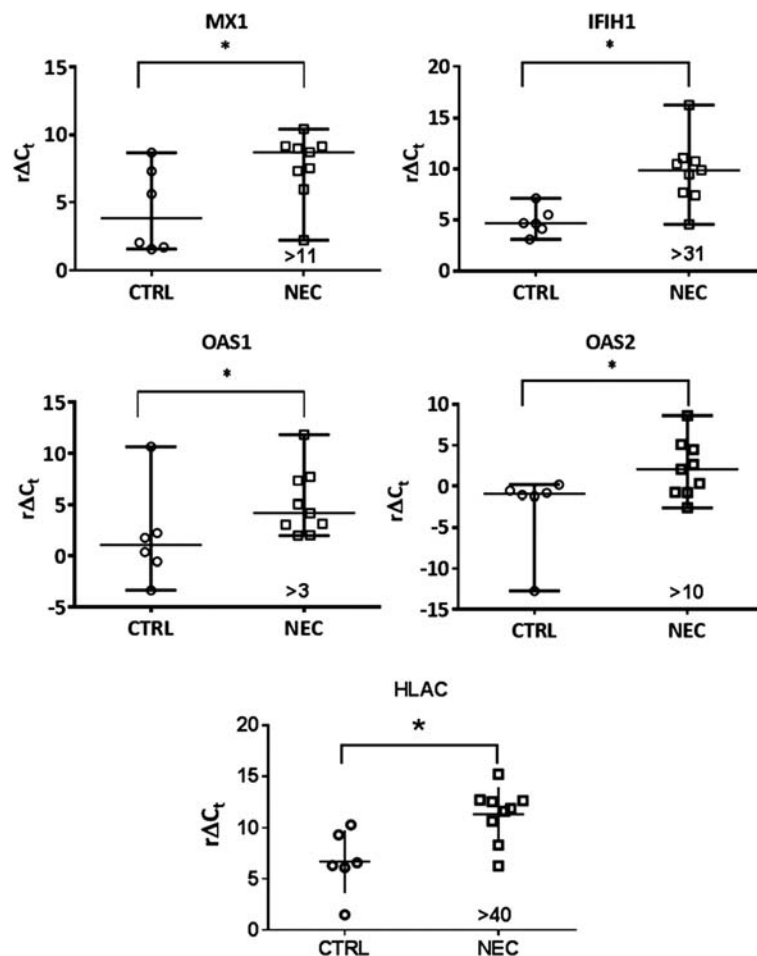 MX1
*
15
10
5
0
rΔCt
>11
CTRL NEC
IFIH1
*
20
15
10
5
0
rΔCt
>31
CTRL NEC
OAS1
*
15
10
5
0
-5
rΔCt
>3
CTRL NEC
OAS2
*
10
5
0
-5
-10
-15
rΔCt
>10
CTRL NEC
HLAC
*
20
15
10
5
0
rΔCt
>40
CTRL NEC